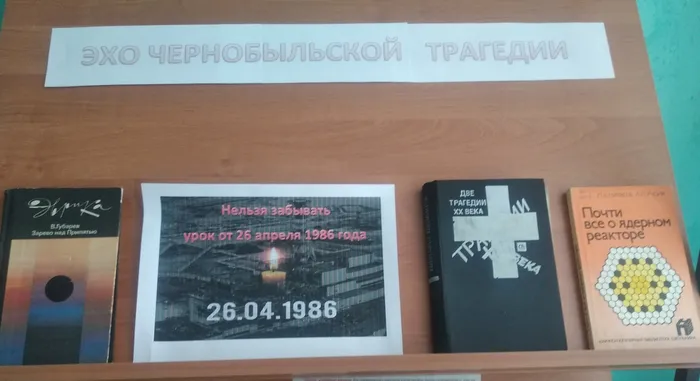 ЭХО ЧЕРНОБЫЛЬСКОЙ ТРАГЕДИИ
Эврика
В.Губарев
Зарево над Припятью
Нельзя забывать
урок от 26 апреля 1986 года
26.04.1986
ДВЕ
ТРАГЕДИИ
XX ВЕКА
Почти
все о ядерном
реакторе